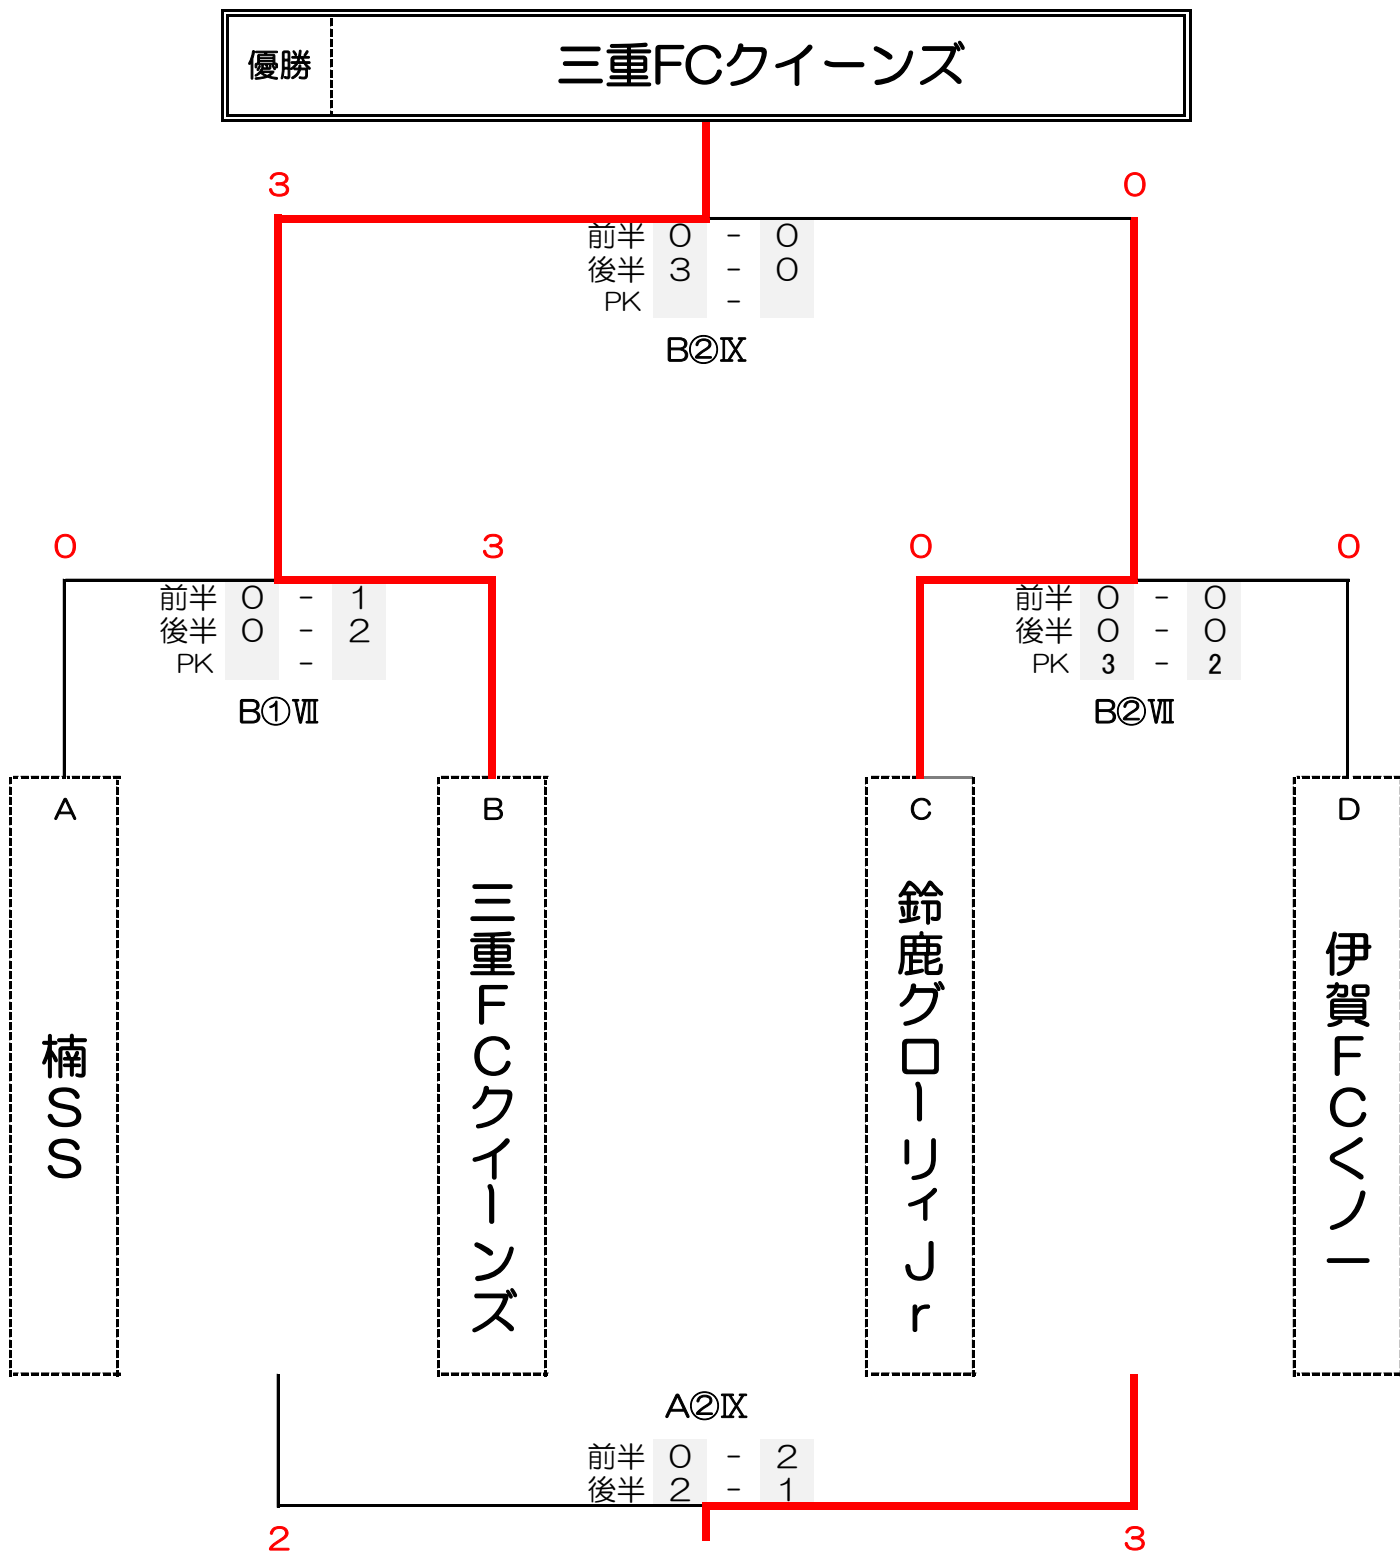 優勝 三重FCクイーンズ
3 0
前半 0 - 0
後半 3 - 0
PK -
B②Ⅸ
0 3 0 0
前半 0 - 1 前半 0 - 0
後半 0 - 2 後半 0 - 0
PK - PK 3 - 2
B①Ⅶ B②Ⅶ
A B C D
楠SS
三重FCクイーンズ
鈴鹿グローリィJr
伊賀FCくノ一
A②Ⅸ
前半 0 - 2
後半 2 - 1
2 3